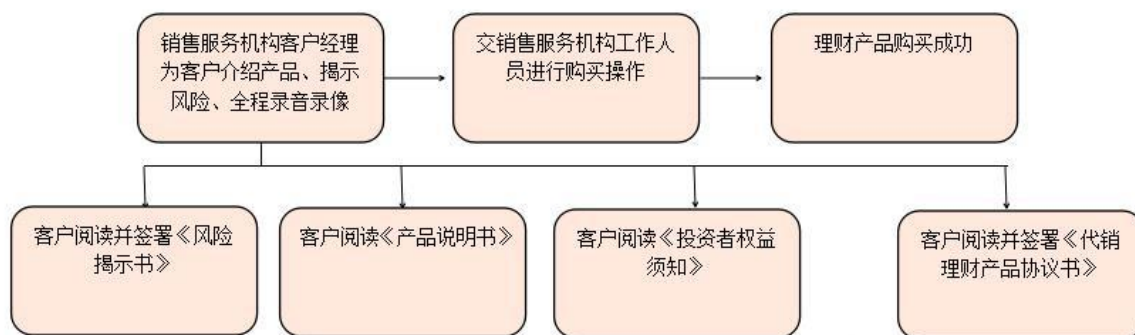 销售服务机构客户经理
为客户介绍产品、揭示
风险、全程录音录像
交销售服务机构工作人
员进行购买操作
理财产品购买成功
客户阅读并签署《风险
揭示书》
客户阅读《产品说明书》
客户阅读《投资者权益
须知》
客户阅读并签署《代销
理财产品协议书》